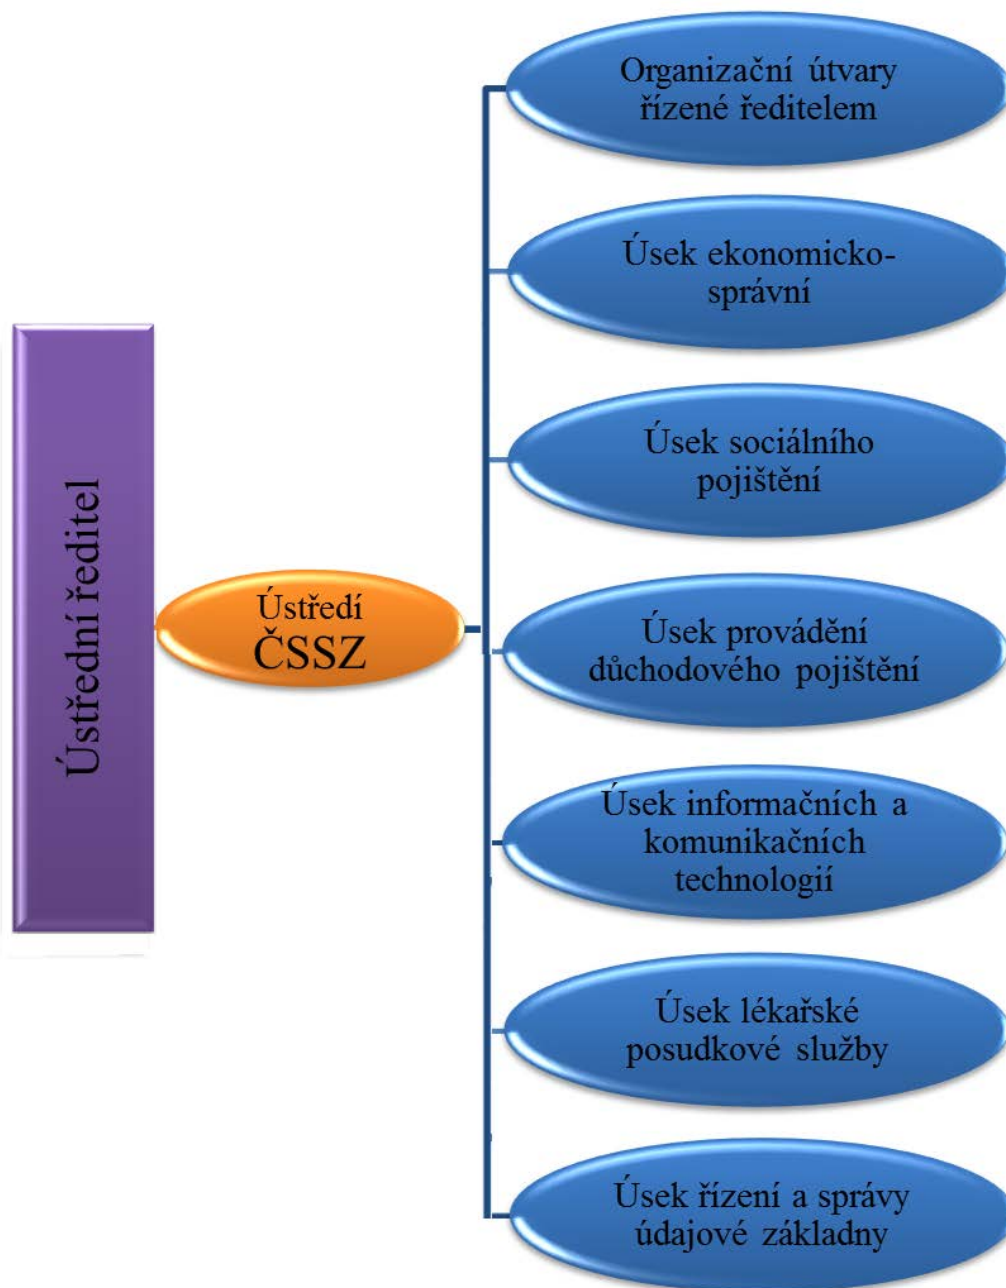 Ústřední ředitel
Ústředí
ČSSZ
Organizační útvary
řízené ředitelem
Úsek ekonomicko-
správní
Úsek sociálního
pojištění
Úsek provádění
důchodového pojištění
Úsek informačních a
komunikačních
technologií
Úsek lékařské
posudkové služby
Úsek řízení a správy
údajové základny